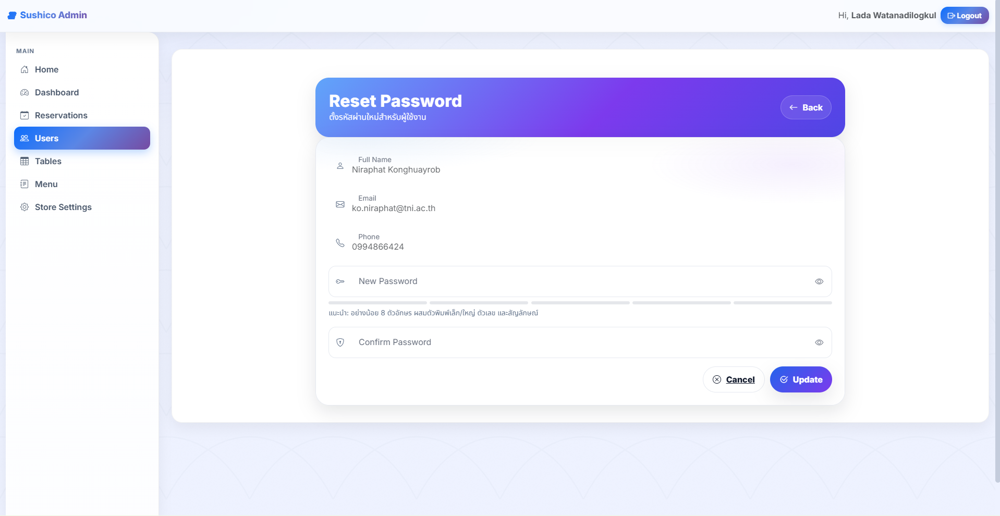 Sushico Admin
Hi, Lada Watanadilogkul
Logout
MAIN
Home
Dashboard
Reservations
Users
Tables
Menu
Store Settings
Reset Password
ตั้งรหัสผ่านใหม่สำหรับผู้ใช้งาน
Back
Full Name
Niraphat Konghuayrob
Email
ko.niraphat@tni.ac.th
Phone
0994866424
New Password
แนะนำ: อย่างน้อย 8 ตัวอักษร ผสมตัวพิมพ์เล็ก/ใหญ่ ตัวเลข และสัญลักษณ์
Confirm Password
Cancel
Update